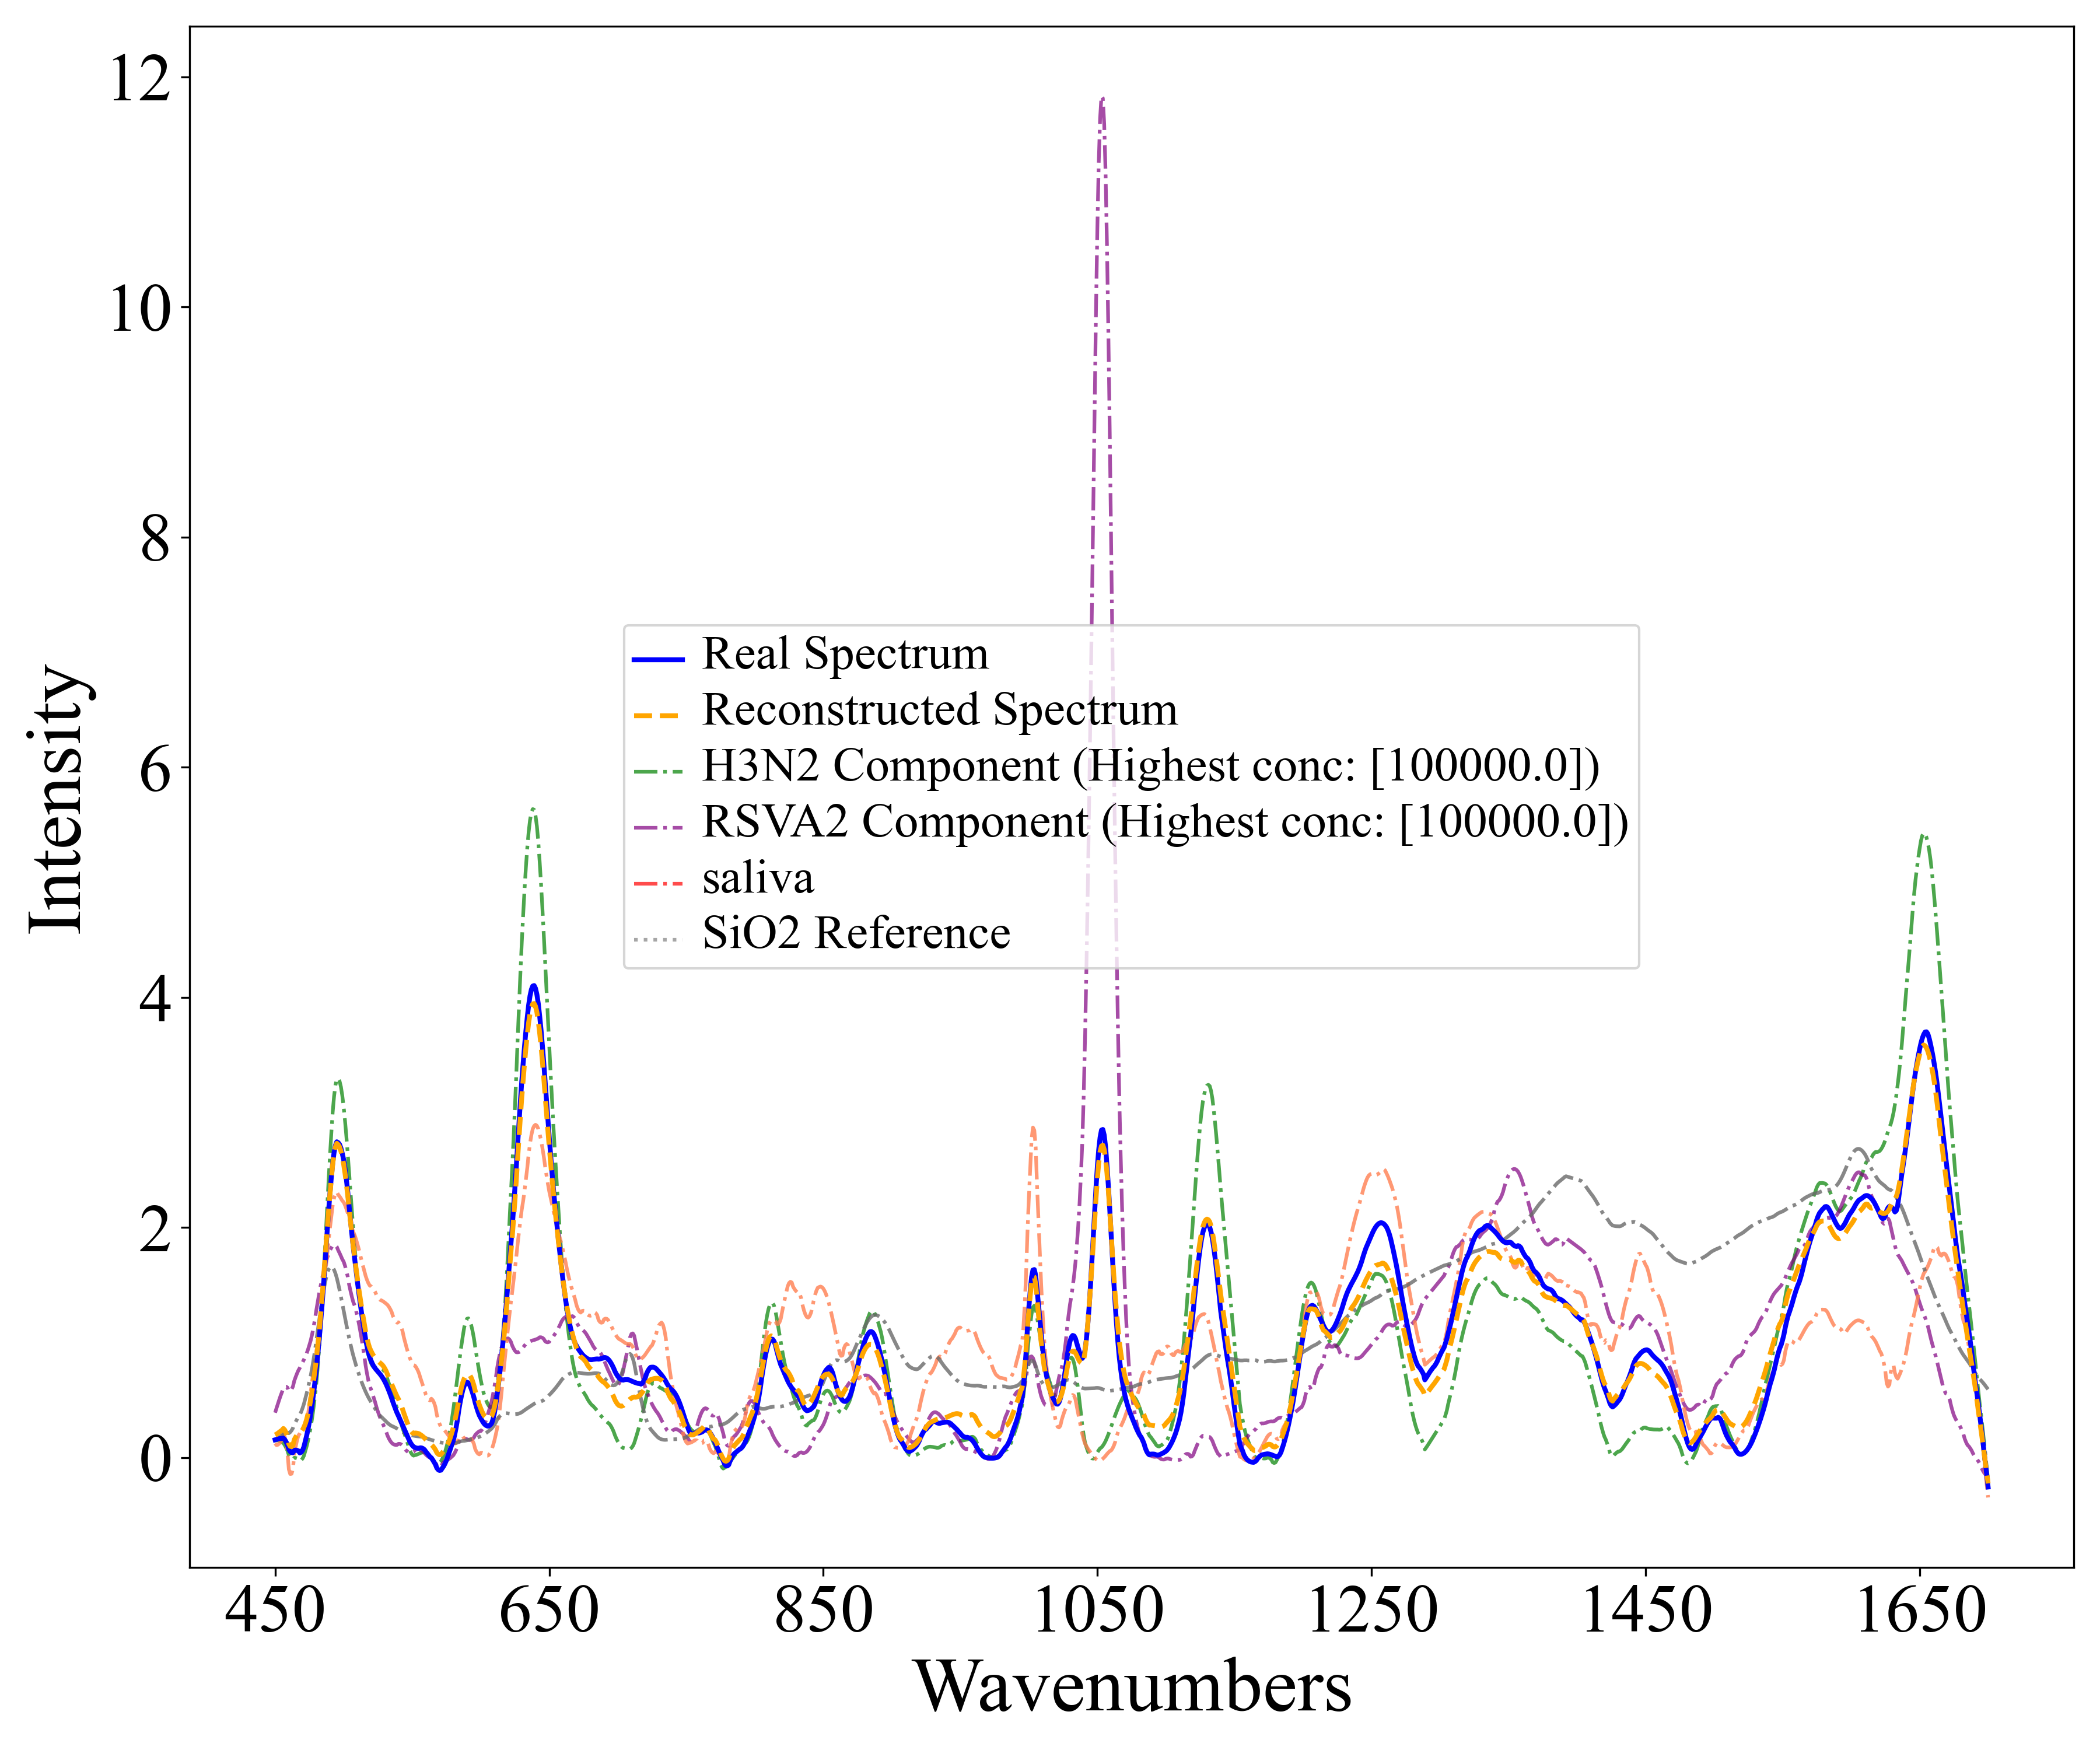 12
10
8
6
4
2
0
Intensity
Real Spectrum
Reconstructed Spectrum
H3N2 Component (Highest conc: [100000.0])
RSVA2 Component (Highest conc: [100000.0])
saliva
SiO2 Reference
450 650 850 1050 1250 1450 1650
Wavenumbers